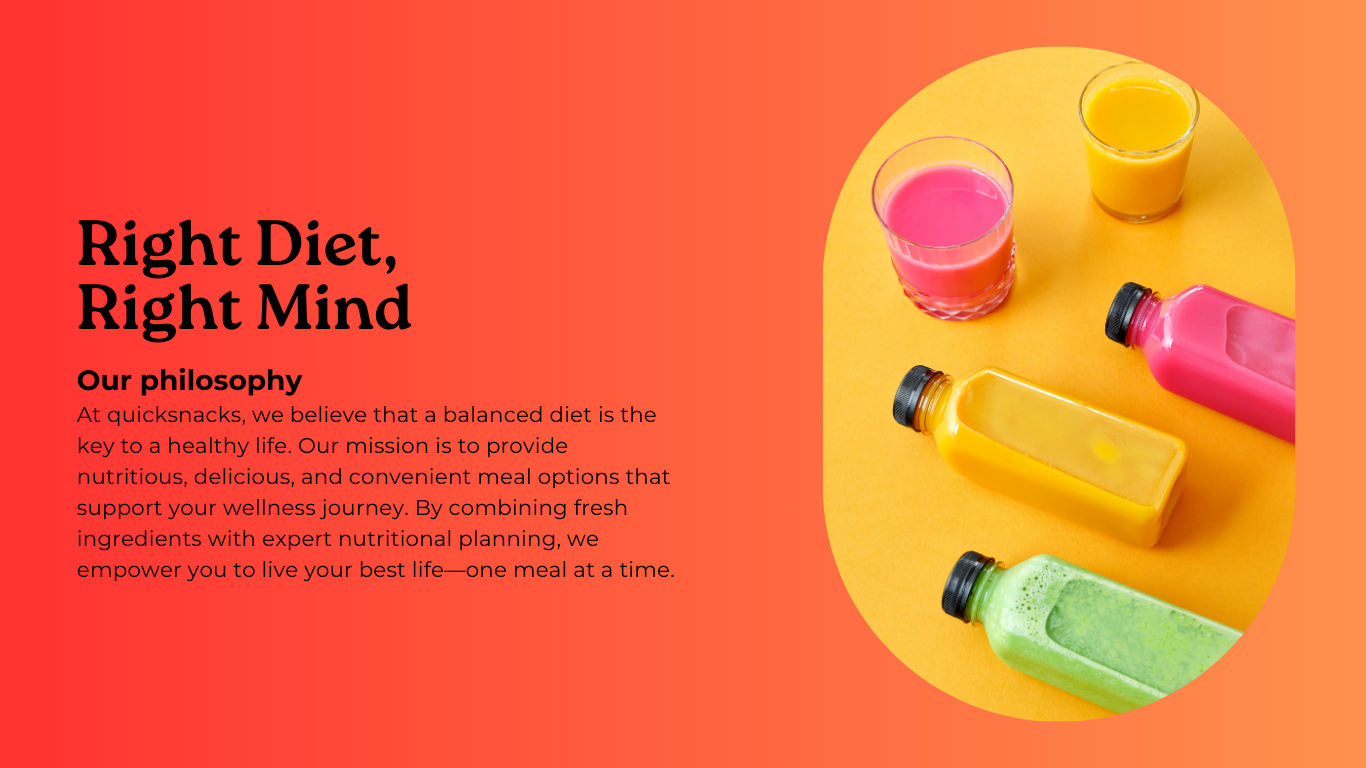 Right Diet,
Right Mind
Our philosophy
At quicksnacks, we believe that a balanced diet is the
key to a healthy life. Our mission is to provide
nutritious, delicious, and convenient meal options that
support your wellness journey. By combining fresh
ingredients with expert nutritional planning, we
empower you to live your best life—one meal at a time.